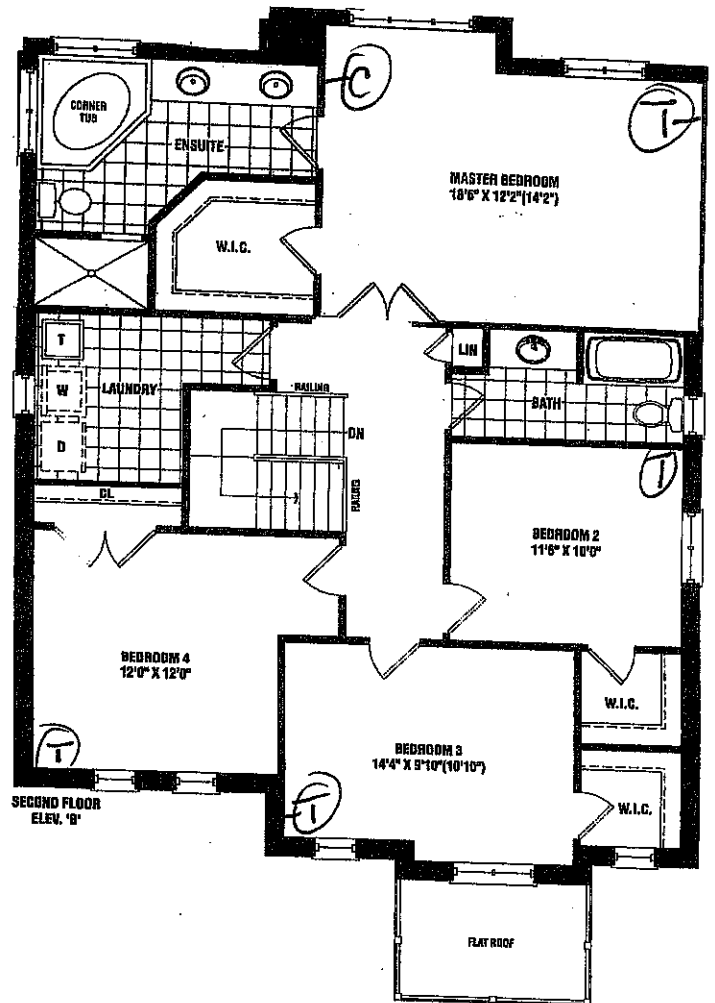 CORNER
TUB
ENSUITE
C
T
MASTER BEDROOM
18'6" X 12'2"(14'2")
W.I.C.
T
W
D
LAUNDRY
LIN
BATH
RAILING
DN
RAILING
CL
T
BEDROOM 2
11'6" X 10'0"
BEDROOM 4
12'0" X 12'0"
W.I.C.
BEDROOM 3
14'4" X 9'10"(10'10")
W.I.C.
T
T
SECOND FLOOR
ELEV. 'B'
FLAT ROOF